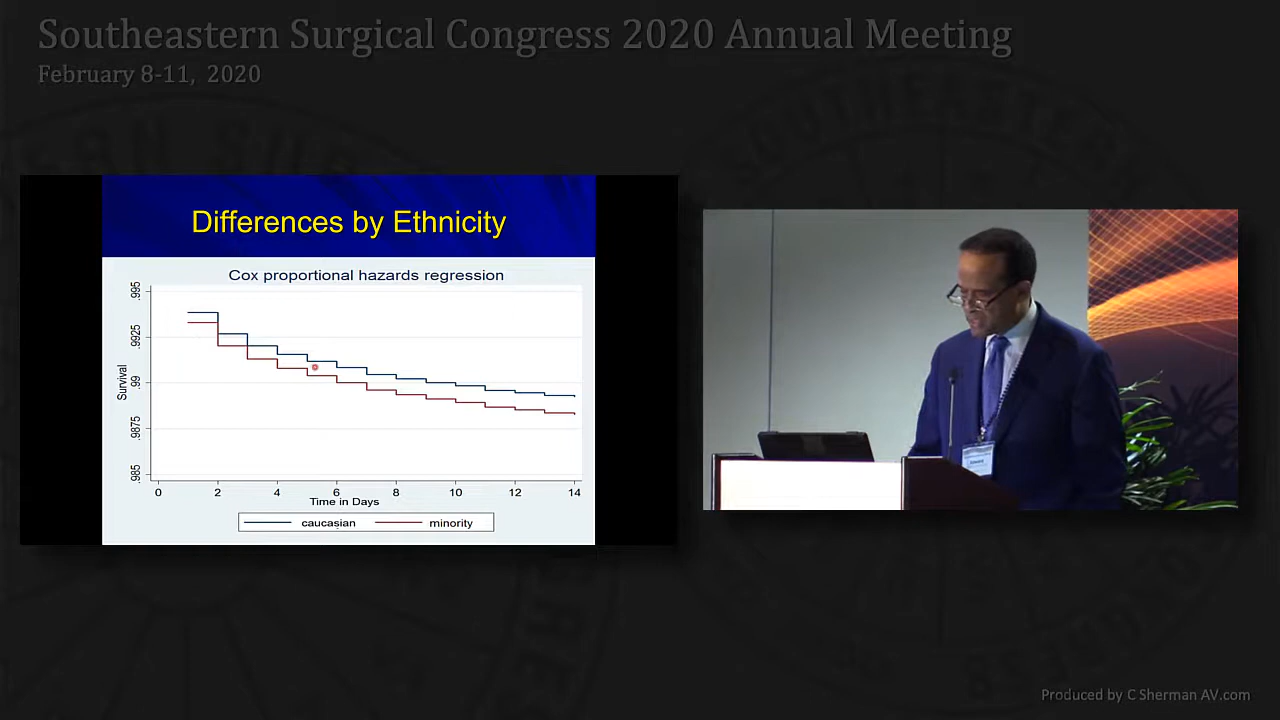 Southeastern Surgical Congress 2020 Annual Meeting
February 8-11, 2020
Differences by Ethnicity
Cox proportional hazards regression
.995
.9925
.99
.9875
.985
Survival
0 2 4 6 8 10 12 14
Time in Days
caucasian minority
Produced by C Sherman AV.com